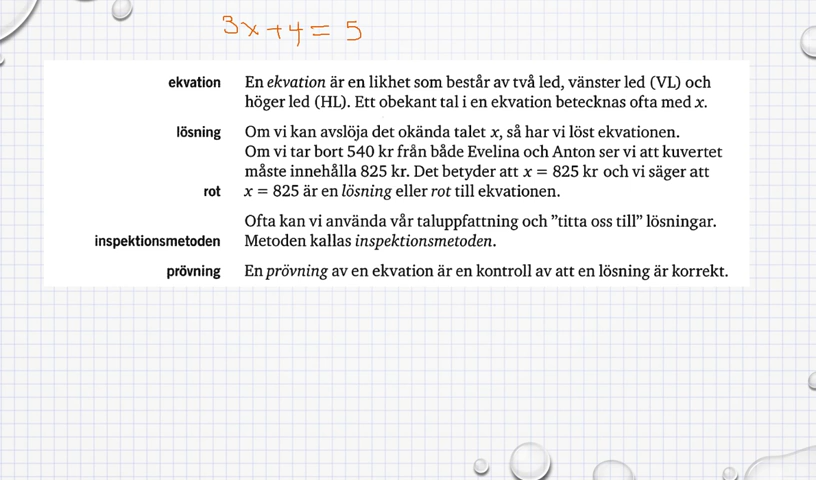 3x+4=5
ekvation En ekvation är en likhet som består av två led, vänster led (VL) och
höger led (HL). Ett obekant tal i en ekvation betecknas ofta med x.
lösning Om vi kan avslöja det okända talet x, så har vi löst ekvationen.
Om vi tar bort 540 kr från både Evelina och Anton ser vi att kuvertet
måste innehålla 825 kr. Det betyder att x = 825 kr och vi säger att
rot x = 825 är en lösning eller rot till ekvationen.
Ofta kan vi använda vår taluppfattning och ”titta oss till” lösningar.
inspektionsmetoden Metoden kallas inspektionsmetoden.
prövning En prövning av en ekvation är en kontroll av att en lösning är korrekt.